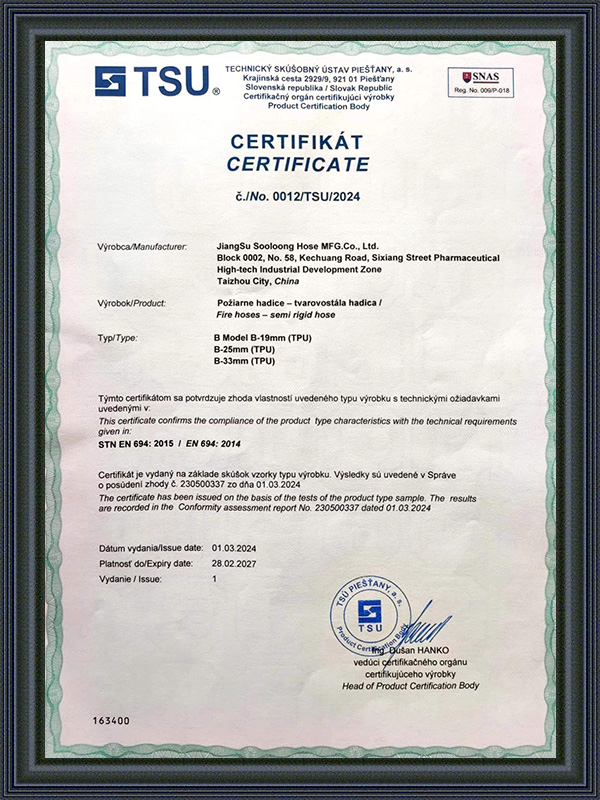 TSU®
TECHNICKÝ SKÚŠOBNÝ ÚSTAV PIEŠŤANY, a. s.
Krajinská cesta 2929/9, 921 01 Piešťany
Slovenská republika / Slovak Republic
Certifikačný orgán certifikujúci výrobky
Product Certification Body
SNAS
Reg. No. 009/P-018
CERTIFIKÁT
CERTIFICATE
č./No. 0012/TSU/2024
Výrobca/Manufacturer: JiangSu Sooloong Hose MFG.Co., Ltd.
Block 0002, No. 58, Kechuang Road, Sixiang Street Pharmaceutical
High-tech Industrial Development Zone
Taizhou City, China
Výrobok/Product: Požiarne hadice – tvarovostála hadica /
Fire hoses – semi rigid hose
Typ/Type: B Model B-19mm (TPU)
B-25mm (TPU)
B-33mm (TPU)
Týmto certifikátom sa potvrdzuje zhoda vlastností uvedeného typu výrobku s technickými ožiadavkami
uvedenými v:
This certificate confirms the compliance of the product type characteristics with the technical requirements
given in:
STN EN 694: 2015 / EN 694: 2014
Certifikát je vydaný na základe skúšok vzorky typu výrobku. Výsledky sú uvedené v Správe
o posúdení zhody č. 230500337 zo dňa 01.03.2024
The certificate has been issued on the basis of the tests of the product type sample. The results
are recorded in the Conformity assessment report No. 230500337 dated 01.03.2024
Dátum vydania/Issue date: 01.03.2024
Platnosť do/Expiry date: 28.02.2027
Vydanie / Issue: 1
TSÚ PIEŠŤANY, a. s.
TSU
Product Certification Body
Ing. Dušan HANKO
vedúci certifikačného orgánu
certifikujúceho výrobky
Head of Product Certification Body
163400